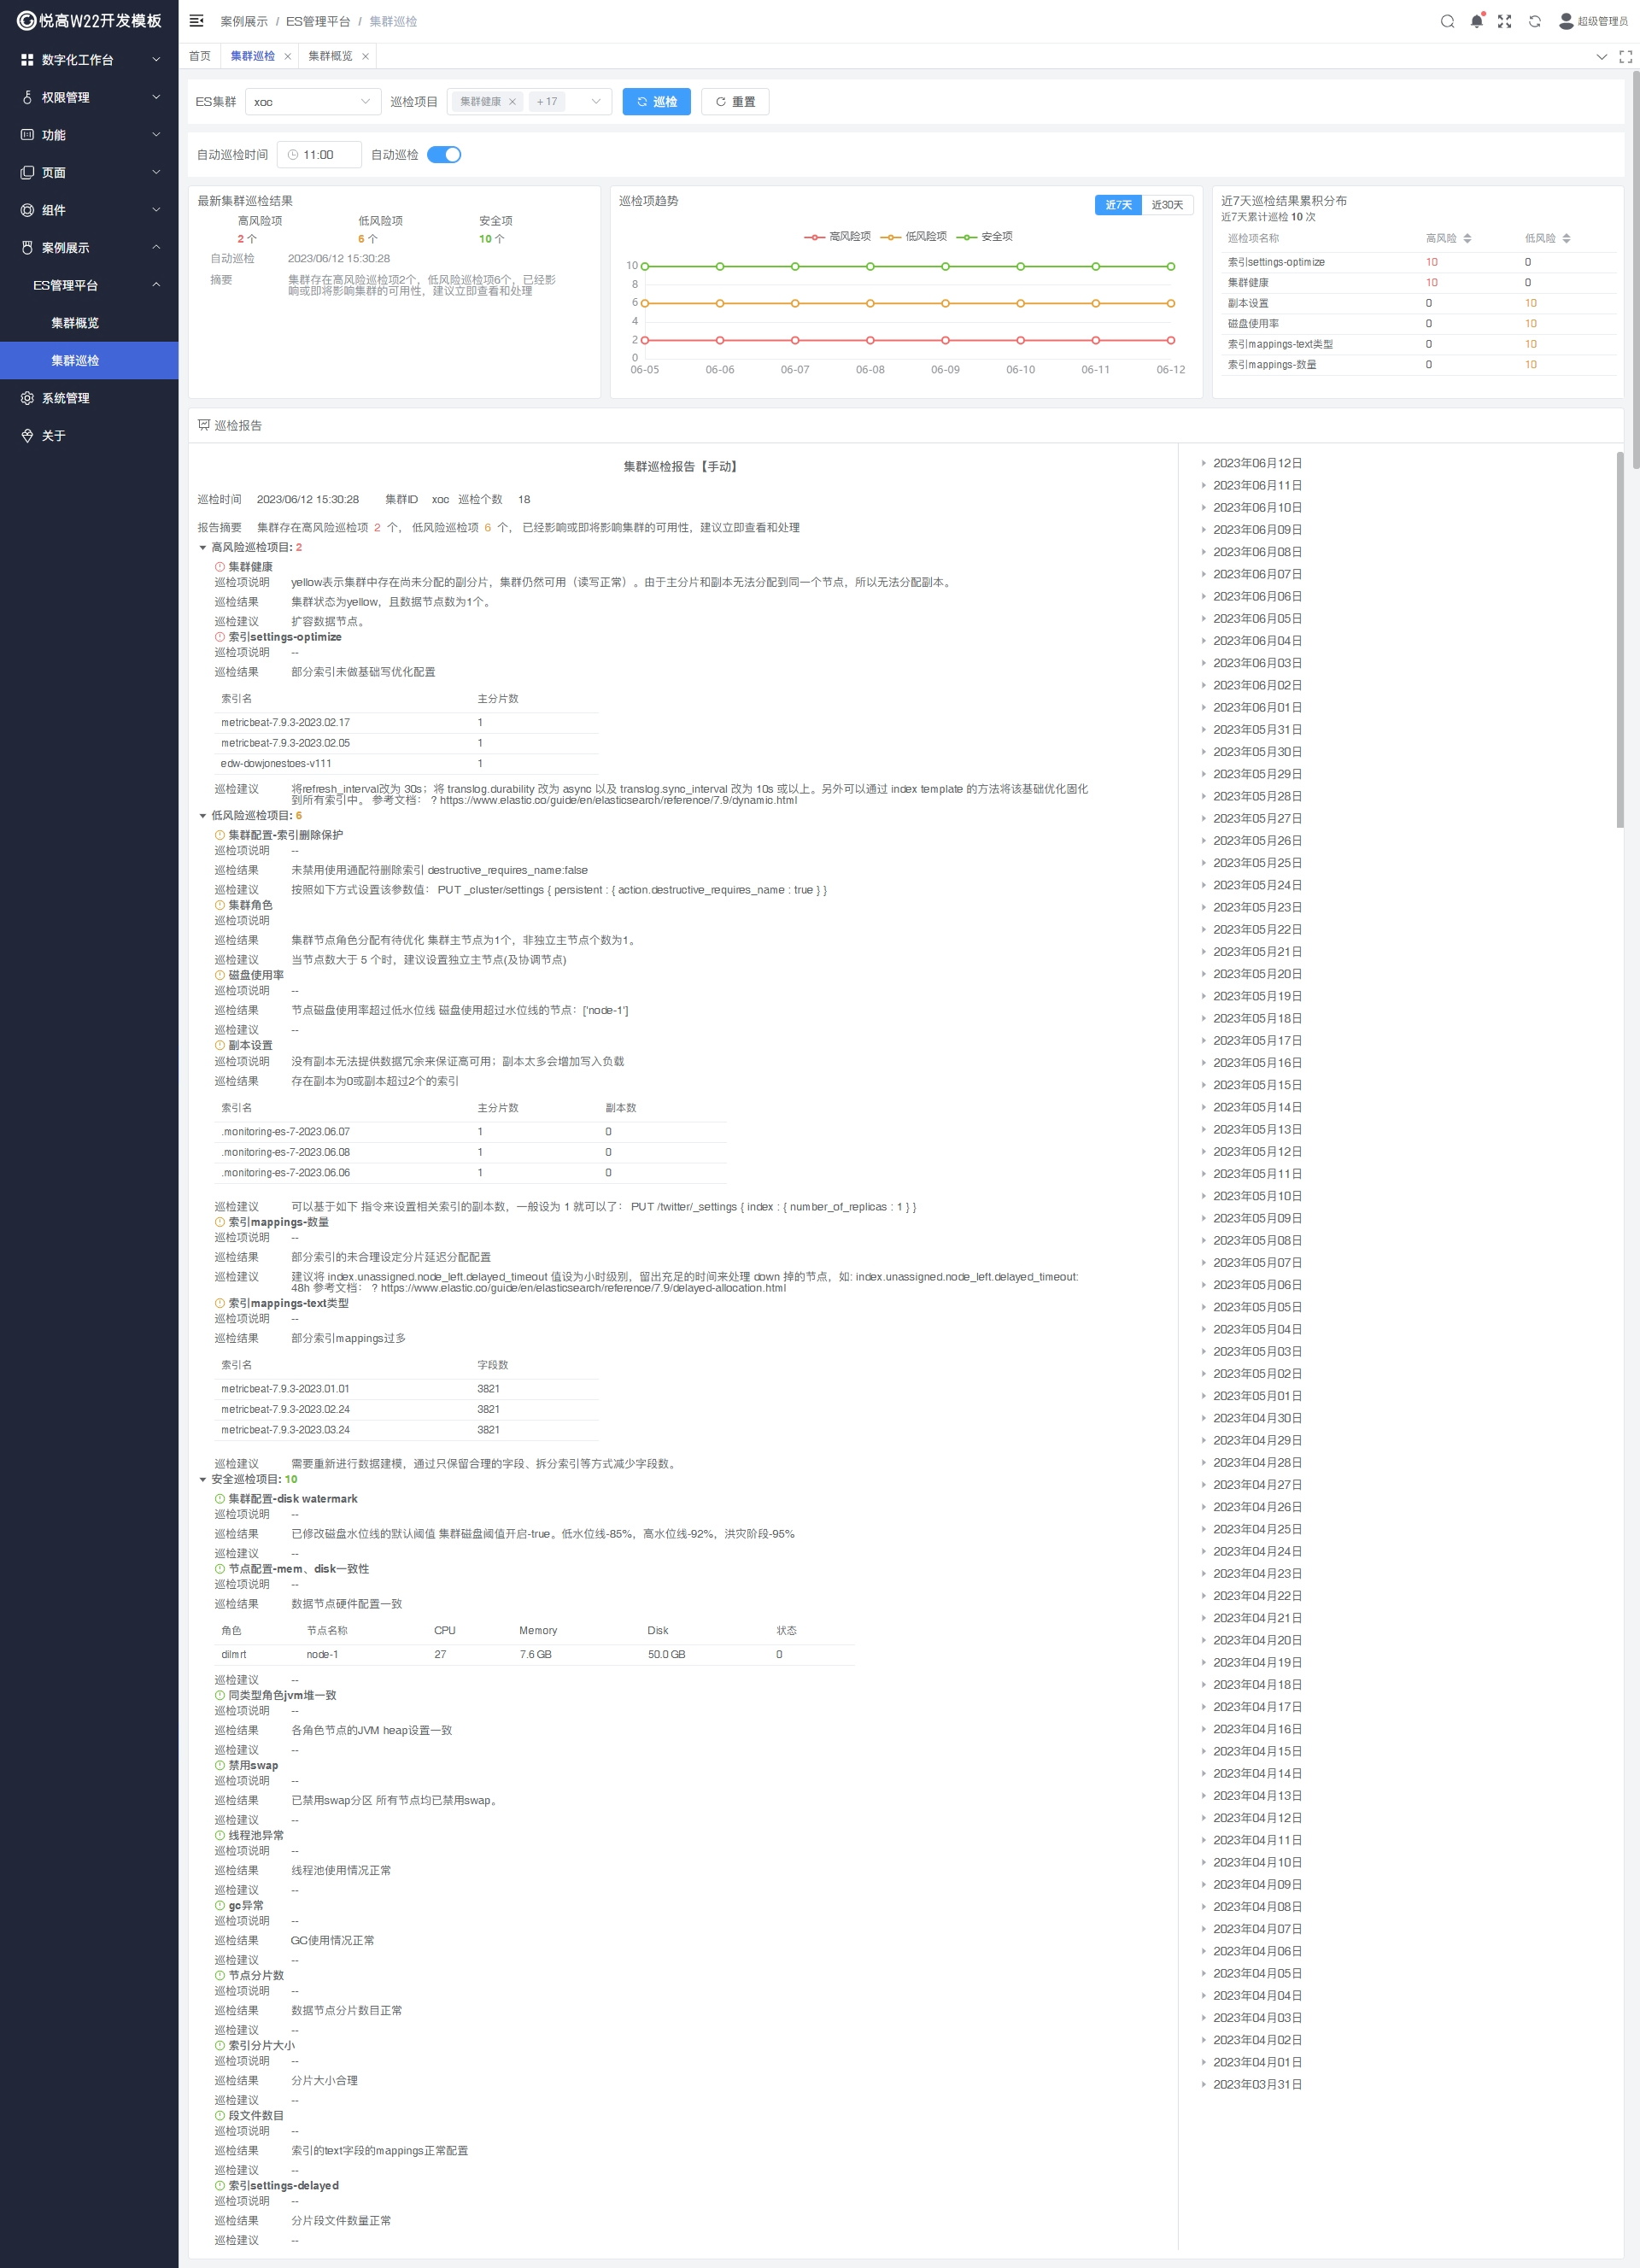 悦高W22开发模板
数字化工作台
权限管理
功能
页面
组件
案例展示
ES管理平台
集群概览
集群巡检
系统管理
关于
案例展示 / ES管理平台 / 集群巡检
超级管理员
首页
集群巡检
集群概览
ES集群 xoc 巡检项目 集群健康 + 17 巡检 重置
自动巡检时间 11:00 自动巡检
最新集群巡检结果
高风险项 低风险项 安全项
2 个 6 个 10 个
自动巡检 2023/06/12 15:30:28
摘要 集群存在高风险巡检项2个，低风险巡检项6个，已经影
响或即将影响集群的可用性，建议立即查看和处理
巡检项趋势
近7天 近30天
高风险项 低风险项 安全项
10
8
6
4
2
0
06-05 06-06 06-07 06-08 06-09 06-10 06-11 06-12
近7天巡检结果累积分布
近7天累计巡检 10 次
巡检项名称 高风险 低风险
索引settings-optimize 10 0
集群健康 10 0
副本设置 0 10
磁盘使用率 0 10
索引mappings-text类型 0 10
索引mappings-数量 0 10
巡检报告
集群巡检报告【手动】
巡检时间 2023/06/12 15:30:28 集群ID xoc 巡检个数 18
报告摘要 集群存在高风险巡检项 2 个， 低风险巡检项 6 个， 已经影响或即将影响集群的可用性，建议立即查看和处理
高风险巡检项目: 2
集群健康
巡检项说明 yellow表示集群中存在尚未分配的副分片，集群仍然可用（读写正常）。由于主分片和副本无法分配到同一个节点，所以无法分配副本。
巡检结果 集群状态为yellow，且数据节点数为1个。
巡检建议 扩容数据节点。
索引settings-optimize
巡检项说明 --
巡检结果 部分索引未做基础写优化配置
索引名 主分片数
metricbeat-7.9.3-2023.02.17 1
metricbeat-7.9.3-2023.02.05 1
edw-dowjonestoes-v111 1
巡检建议 将refresh_interval改为 30s；将 translog.durability 改为 async 以及 translog.sync_interval 改为 10s 或以上。另外可以通过 index template 的方法将该基础优化固化
到所有索引中。 参考文档： ? https://www.elastic.co/guide/en/elasticsearch/reference/7.9/dynamic.html
低风险巡检项目: 6
集群配置-索引删除保护
巡检项说明 --
巡检结果 未禁用使用通配符删除索引 destructive_requires_name:false
巡检建议 按照如下方式设置该参数值： PUT _cluster/settings { persistent : { action.destructive_requires_name : true } }
集群角色
巡检项说明
巡检结果 集群节点角色分配有待优化 集群主节点为1个，非独立主节点个数为1。
巡检建议 当节点数大于 5 个时，建议设置独立主节点(及协调节点)
磁盘使用率
巡检项说明 --
巡检结果 节点磁盘使用率超过低水位线 磁盘使用超过水位线的节点：['node-1']
巡检建议 --
副本设置
巡检项说明 没有副本无法提供数据冗余来保证高可用；副本太多会增加写入负载
巡检结果 存在副本为0或副本超过2个的索引
索引名 主分片数 副本数
.monitoring-es-7-2023.06.07 1 0
.monitoring-es-7-2023.06.08 1 0
.monitoring-es-7-2023.06.06 1 0
巡检建议 可以基于如下 指令来设置相关索引的副本数，一般设为 1 就可以了： PUT /twitter/_settings { index : { number_of_replicas : 1 } }
索引mappings-数量
巡检项说明 --
巡检结果 部分索引的未合理设定分片延迟分配配置
巡检建议 建议将 index.unassigned.node_left.delayed_timeout 值设为小时级别，留出充足的时间来处理 down 掉的节点，如: index.unassigned.node_left.delayed_timeout:
48h 参考文档： ? https://www.elastic.co/guide/en/elasticsearch/reference/7.9/delayed-allocation.html
索引mappings-text类型
巡检项说明 --
巡检结果 部分索引mappings过多
索引名 字段数
metricbeat-7.9.3-2023.01.01 3821
metricbeat-7.9.3-2023.02.24 3821
metricbeat-7.9.3-2023.03.24 3821
巡检建议 需要重新进行数据建模，通过只保留合理的字段、拆分索引等方式减少字段数。
安全巡检项目: 10
集群配置-disk watermark
巡检项说明 --
巡检结果 已修改磁盘水位线的默认阈值 集群磁盘阈值开启-true。低水位线-85%，高水位线-92%，洪灾阶段-95%
巡检建议 --
节点配置-mem、disk一致性
巡检项说明 --
巡检结果 数据节点硬件配置一致
角色 节点名称 CPU Memory Disk 状态
dilmrt node-1 27 7.6 GB 50.0 GB 0
巡检建议 --
同类型角色jvm堆一致
巡检项说明 --
巡检结果 各角色节点的JVM heap设置一致
巡检建议 --
禁用swap
巡检项说明 --
巡检结果 已禁用swap分区 所有节点均已禁用swap。
巡检建议 --
线程池异常
巡检项说明 --
巡检结果 线程池使用情况正常
巡检建议 --
gc异常
巡检项说明 --
巡检结果 GC使用情况正常
巡检建议 --
节点分片数
巡检项说明 --
巡检结果 数据节点分片数目正常
巡检建议 --
索引分片大小
巡检项说明 --
巡检结果 分片大小合理
巡检建议 --
段文件数目
巡检项说明 --
巡检结果 索引的text字段的mappings正常配置
巡检建议 --
索引settings-delayed
巡检项说明 --
巡检结果 分片段文件数量正常
巡检建议 --
2023年06月12日
2023年06月11日
2023年06月10日
2023年06月09日
2023年06月08日
2023年06月07日
2023年06月06日
2023年06月05日
2023年06月04日
2023年06月03日
2023年06月02日
2023年06月01日
2023年05月31日
2023年05月30日
2023年05月29日
2023年05月28日
2023年05月27日
2023年05月26日
2023年05月25日
2023年05月24日
2023年05月23日
2023年05月22日
2023年05月21日
2023年05月20日
2023年05月19日
2023年05月18日
2023年05月17日
2023年05月16日
2023年05月15日
2023年05月14日
2023年05月13日
2023年05月12日
2023年05月11日
2023年05月10日
2023年05月09日
2023年05月08日
2023年05月07日
2023年05月06日
2023年05月05日
2023年05月04日
2023年05月03日
2023年05月02日
2023年05月01日
2023年04月30日
2023年04月29日
2023年04月28日
2023年04月27日
2023年04月26日
2023年04月25日
2023年04月24日
2023年04月23日
2023年04月22日
2023年04月21日
2023年04月20日
2023年04月19日
2023年04月18日
2023年04月17日
2023年04月16日
2023年04月15日
2023年04月14日
2023年04月13日
2023年04月12日
2023年04月11日
2023年04月10日
2023年04月09日
2023年04月08日
2023年04月07日
2023年04月06日
2023年04月05日
2023年04月04日
2023年04月03日
2023年04月02日
2023年04月01日
2023年03月31日